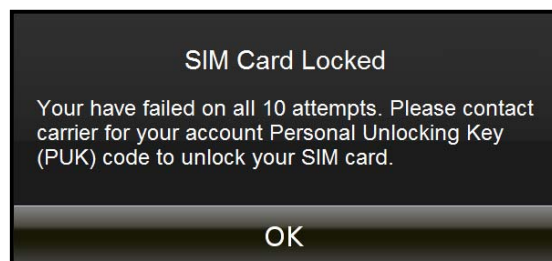 SIM Card Locked
Your have failed on all 10 attempts. Please contact
carrier for your account Personal Unlocking Key
(PUK) code to unlock your SIM card.
OK